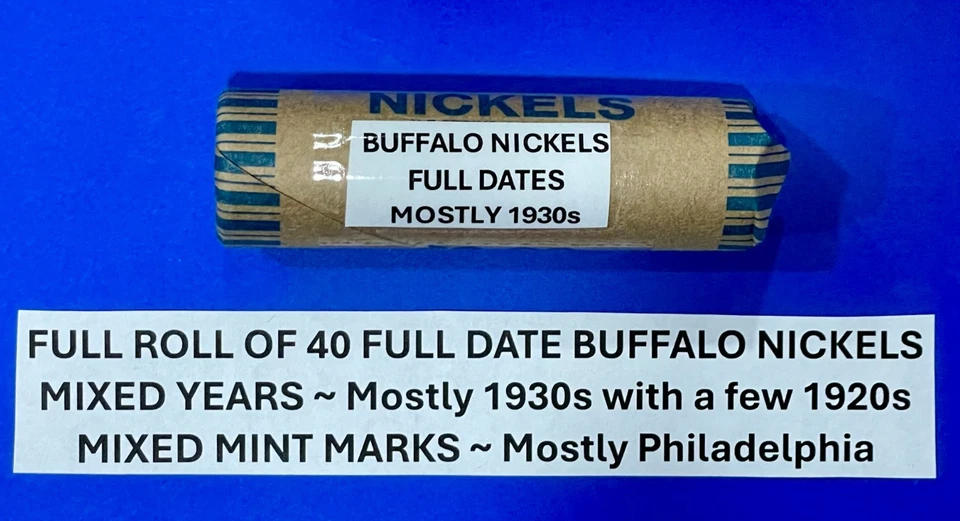 NICKELS
BUFFALO NICKELS
FULL DATES
MOSTLY 1930s
FULL ROLL OF 40 FULL DATE BUFFALO NICKELS
MIXED YEARS ~ Mostly 1930s with a few 1920s
MIXED MINT MARKS ~ Mostly Philadelphia